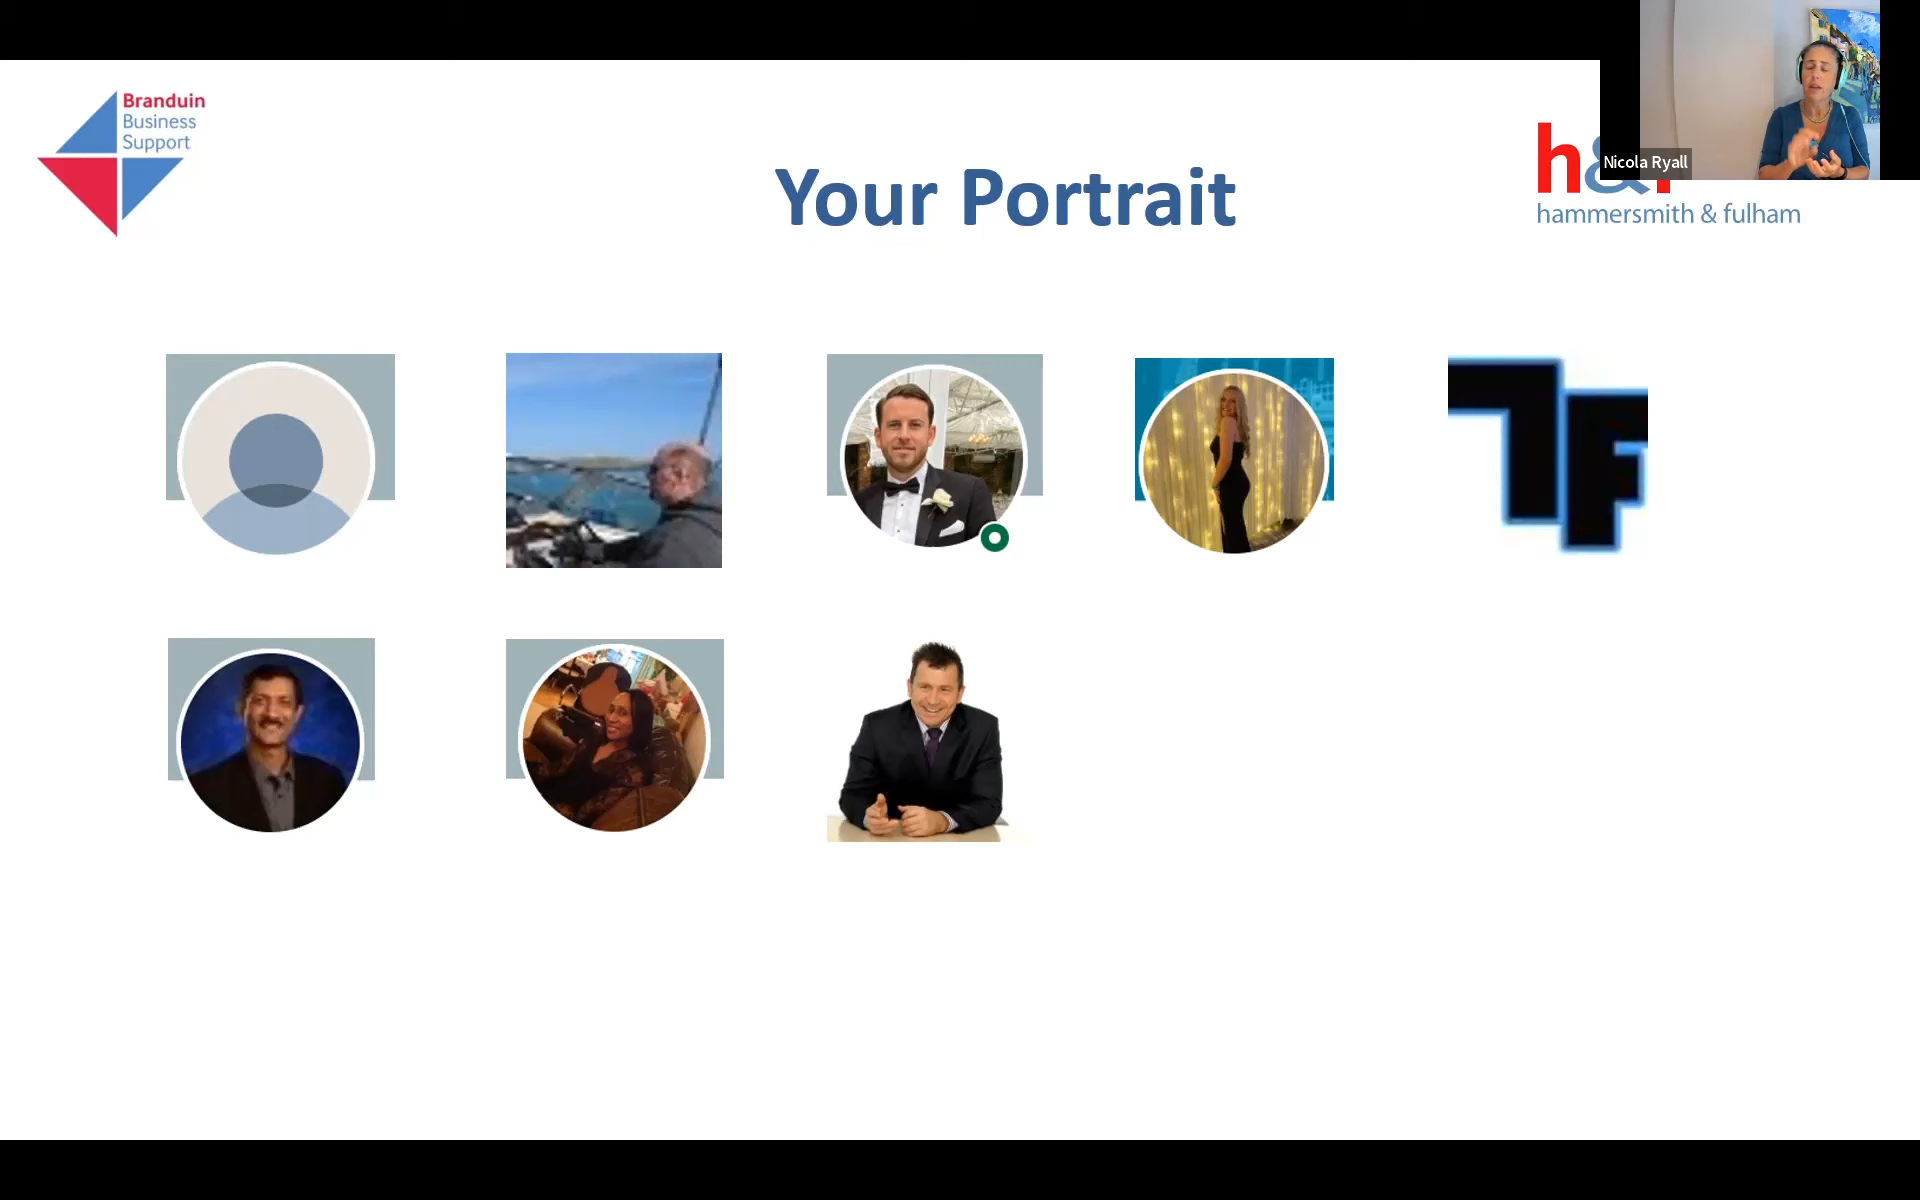 Branduin
Business
Support
Your Portrait
h&f
Nicola Ryall
hammersmith & fulham